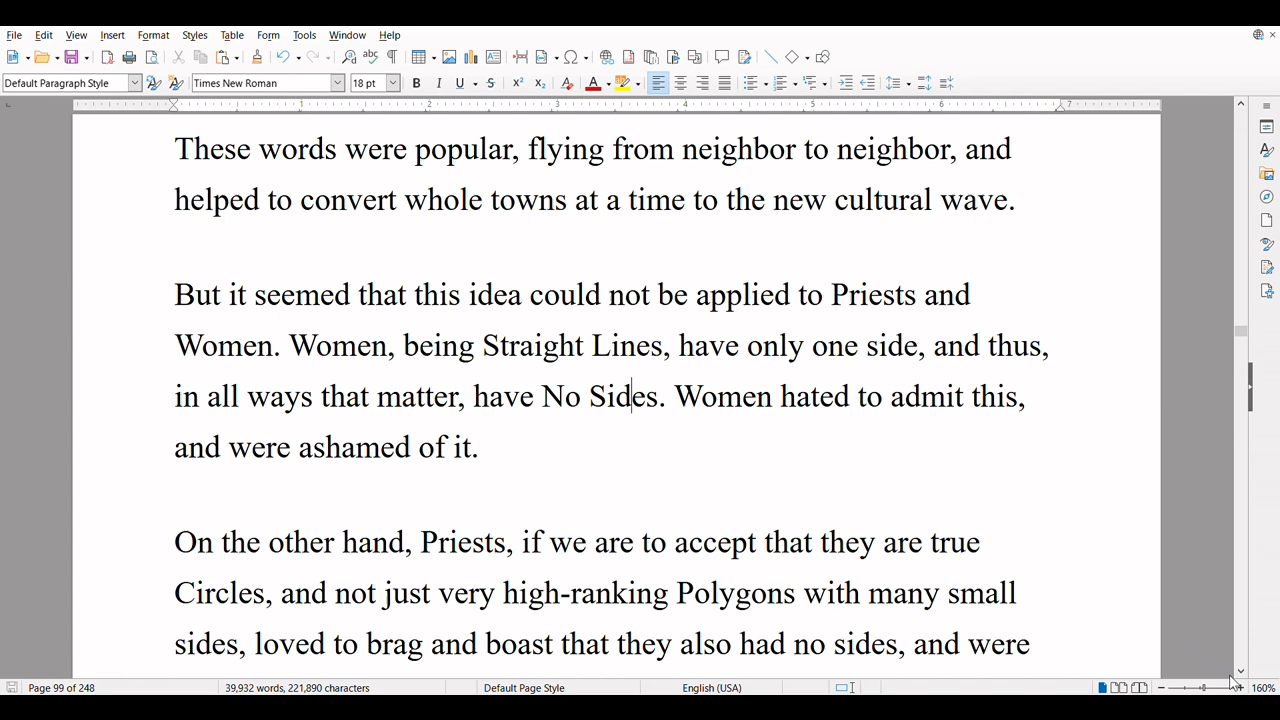 File Edit View Insert Format Styles Table Form Tools Window Help
Default Paragraph Style Times New Roman 18 pt
1 2 3 4 5 6 7
These words were popular, flying from neighbor to neighbor, and
helped to convert whole towns at a time to the new cultural wave.
But it seemed that this idea could not be applied to Priests and
Women. Women, being Straight Lines, have only one side, and thus,
in all ways that matter, have No Sides. Women hated to admit this,
and were ashamed of it.
On the other hand, Priests, if we are to accept that they are true
Circles, and not just very high-ranking Polygons with many small
sides, loved to brag and boast that they also had no sides, and were
Page 99 of 248 39,932 words, 221,890 characters Default Page Style English (USA) 160%